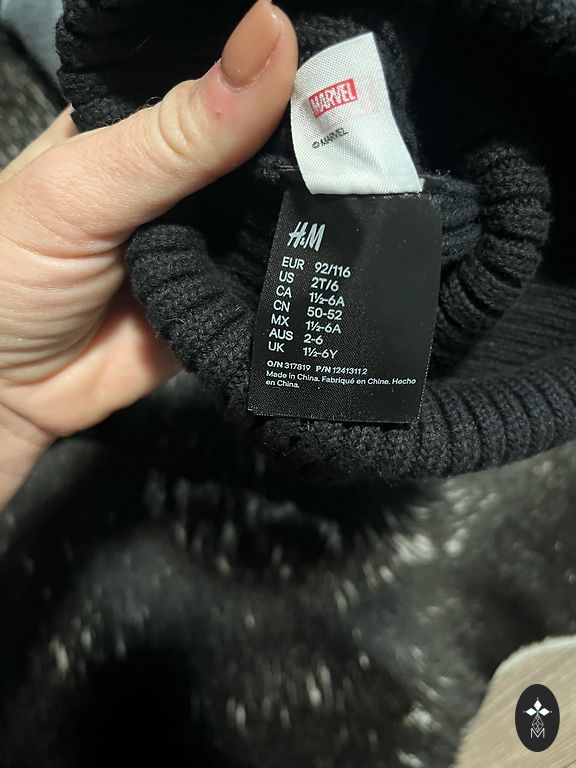 MARVEL
© MARVEL
H&M
EUR 92/116
US 2T/6
CA 1½-6A
CN 50-52
MX 1½-6A
AUS 2-6
UK 1½-6Y
O/N 317819 P/N 12413112
Made in China. Fabriqué en Chine. Hecho
en China.
M